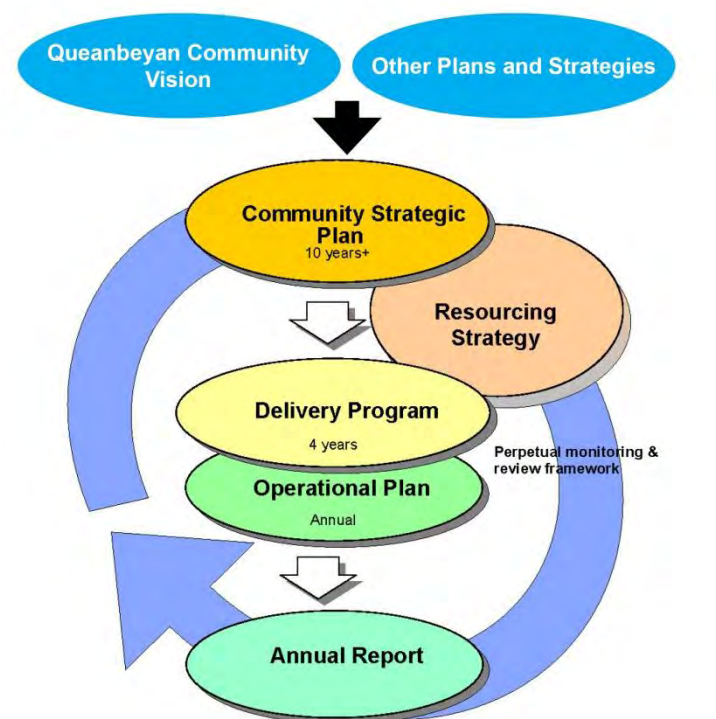 Queanbeyan Community
Vision
Other Plans and Strategies
Community Strategic
Plan
10 years+
Resourcing
Strategy
Delivery Program
4 years
Perpetual monitoring &
review framework
Operational Plan
Annual
Annual Report